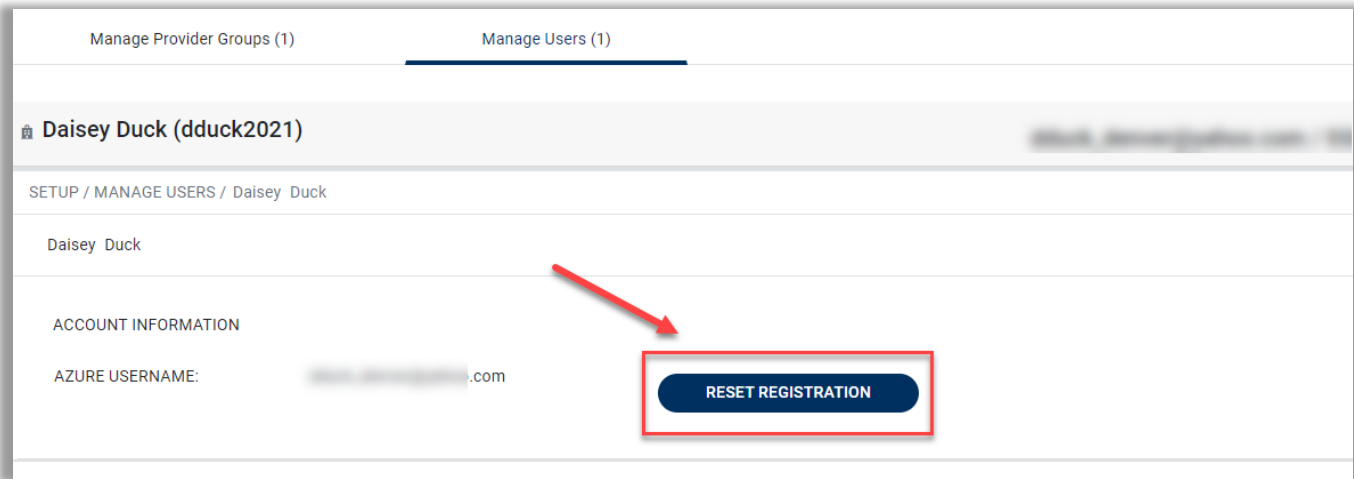 Manage Provider Groups (1) Manage Users (1)
Daisey Duck (dduck2021)
SETUP / MANAGE USERS / Daisey Duck
Daisey Duck
ACCOUNT INFORMATION
AZURE USERNAME: .com
RESET REGISTRATION